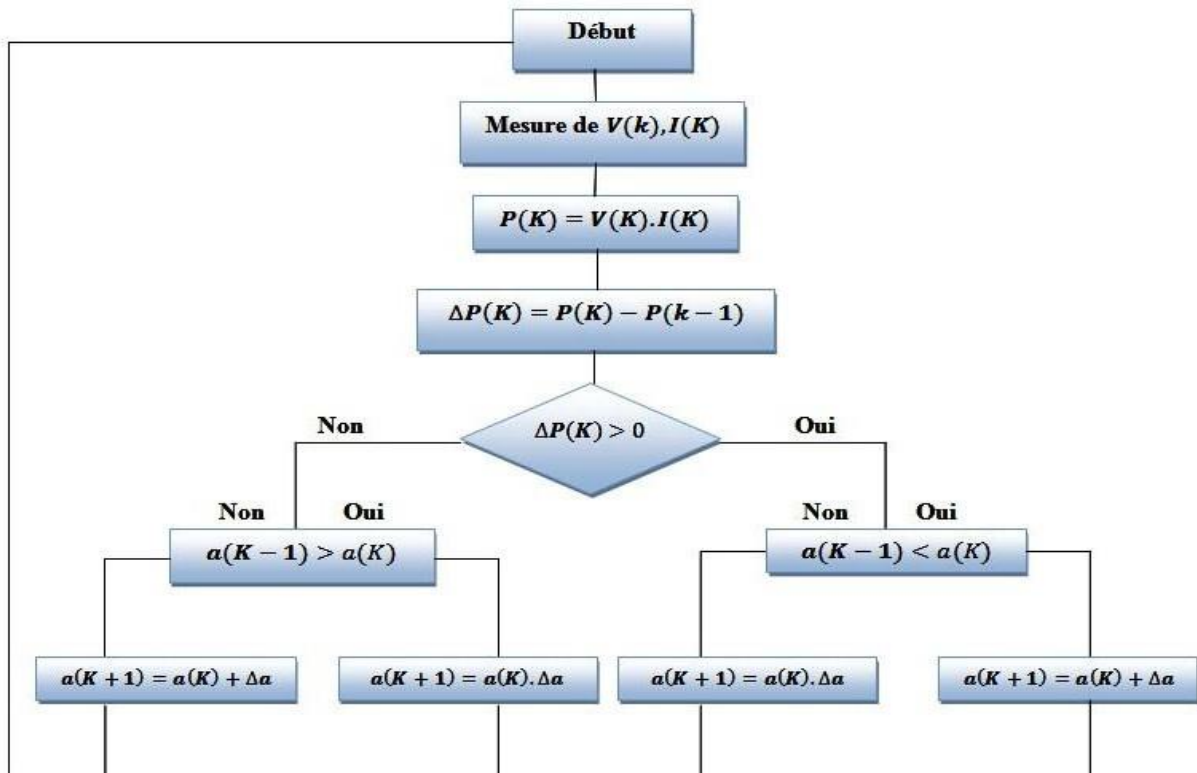 Début
Mesure de V(k),I(K)
P(K) = V(K).I(K)
ΔP(K) = P(K) − P(k − 1)
ΔP(K) > 0
Non
Oui
Non Oui
a(K − 1) > a(K)
Non Oui
a(K − 1) < a(K)
a(K + 1) = a(K) + Δa
a(K + 1) = a(K). Δa
a(K + 1) = a(K). Δa
a(K + 1) = a(K) + Δa